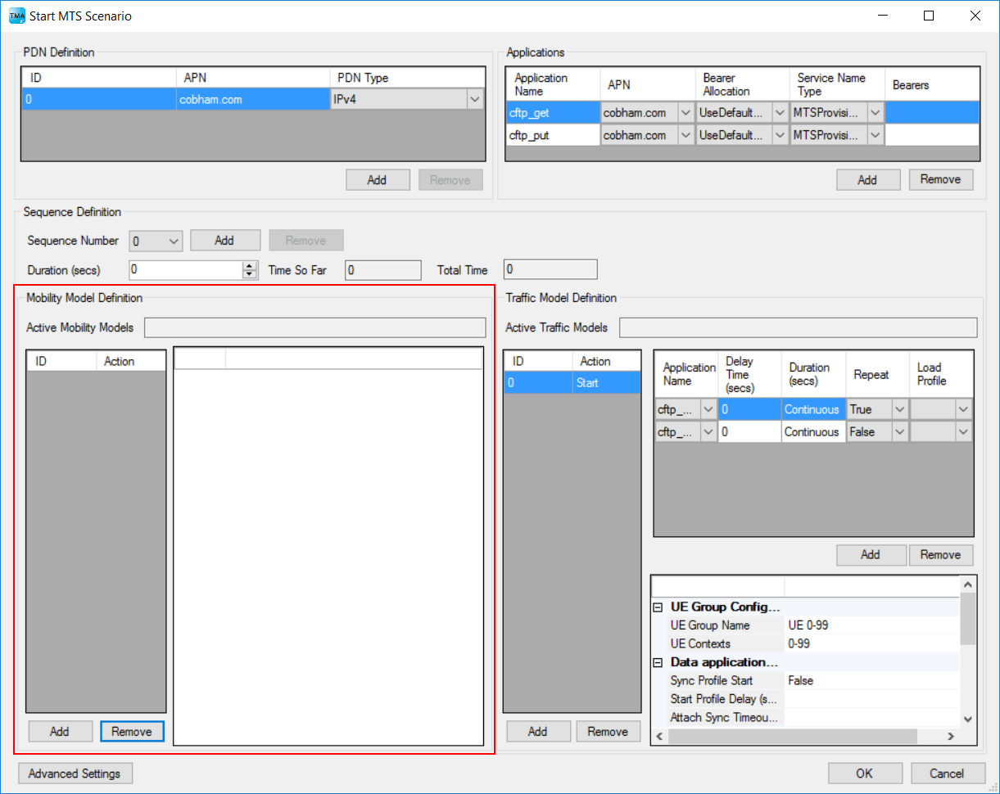 TMA Start MTS Scenario
PDN Definition
ID APN PDN Type
0 cobham.com IPv4
Add Remove
Applications
Application Name APN Bearer Allocation Service Name Type Bearers
cftp_get cobham.com UseDefault... MTSProvisi...
cftp_put cobham.com UseDefault... MTSProvisi...
Add Remove
Sequence Definition
Sequence Number 0 Add Remove
Duration (secs) 0 Time So Far 0 Total Time 0
Mobility Model Definition
Active Mobility Models
ID Action
Add Remove
Traffic Model Definition
Active Traffic Models
ID Action
0 Start
Add Remove
Application Name Delay Time (secs) Duration (secs) Repeat Load Profile
cftp_... 0 Continuous True
cftp_... 0 Continuous False
Add Remove
UE Group Config...
UE Group Name UE 0-99
UE Contexts 0-99
Data application...
Sync Profile Start False
Start Profile Delay (s...
Attach Sync Timeou...
Advanced Settings OK Cancel